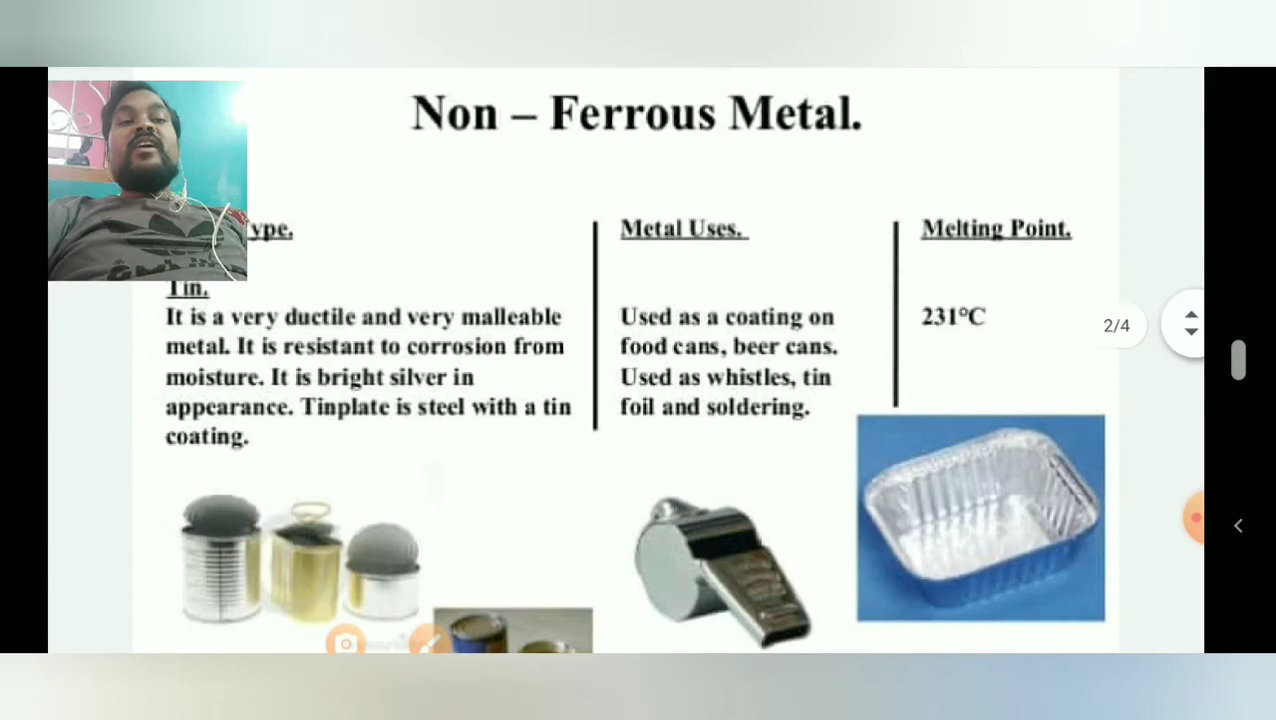 Non – Ferrous Metal.
ype.
Metal Uses.
Melting Point.
Tin.
It is a very ductile and very malleable
metal. It is resistant to corrosion from
moisture. It is bright silver in
appearance. Tinplate is steel with a tin
coating.
Used as a coating on
food cans, beer cans.
Used as whistles, tin
foil and soldering.
231°C
2/4